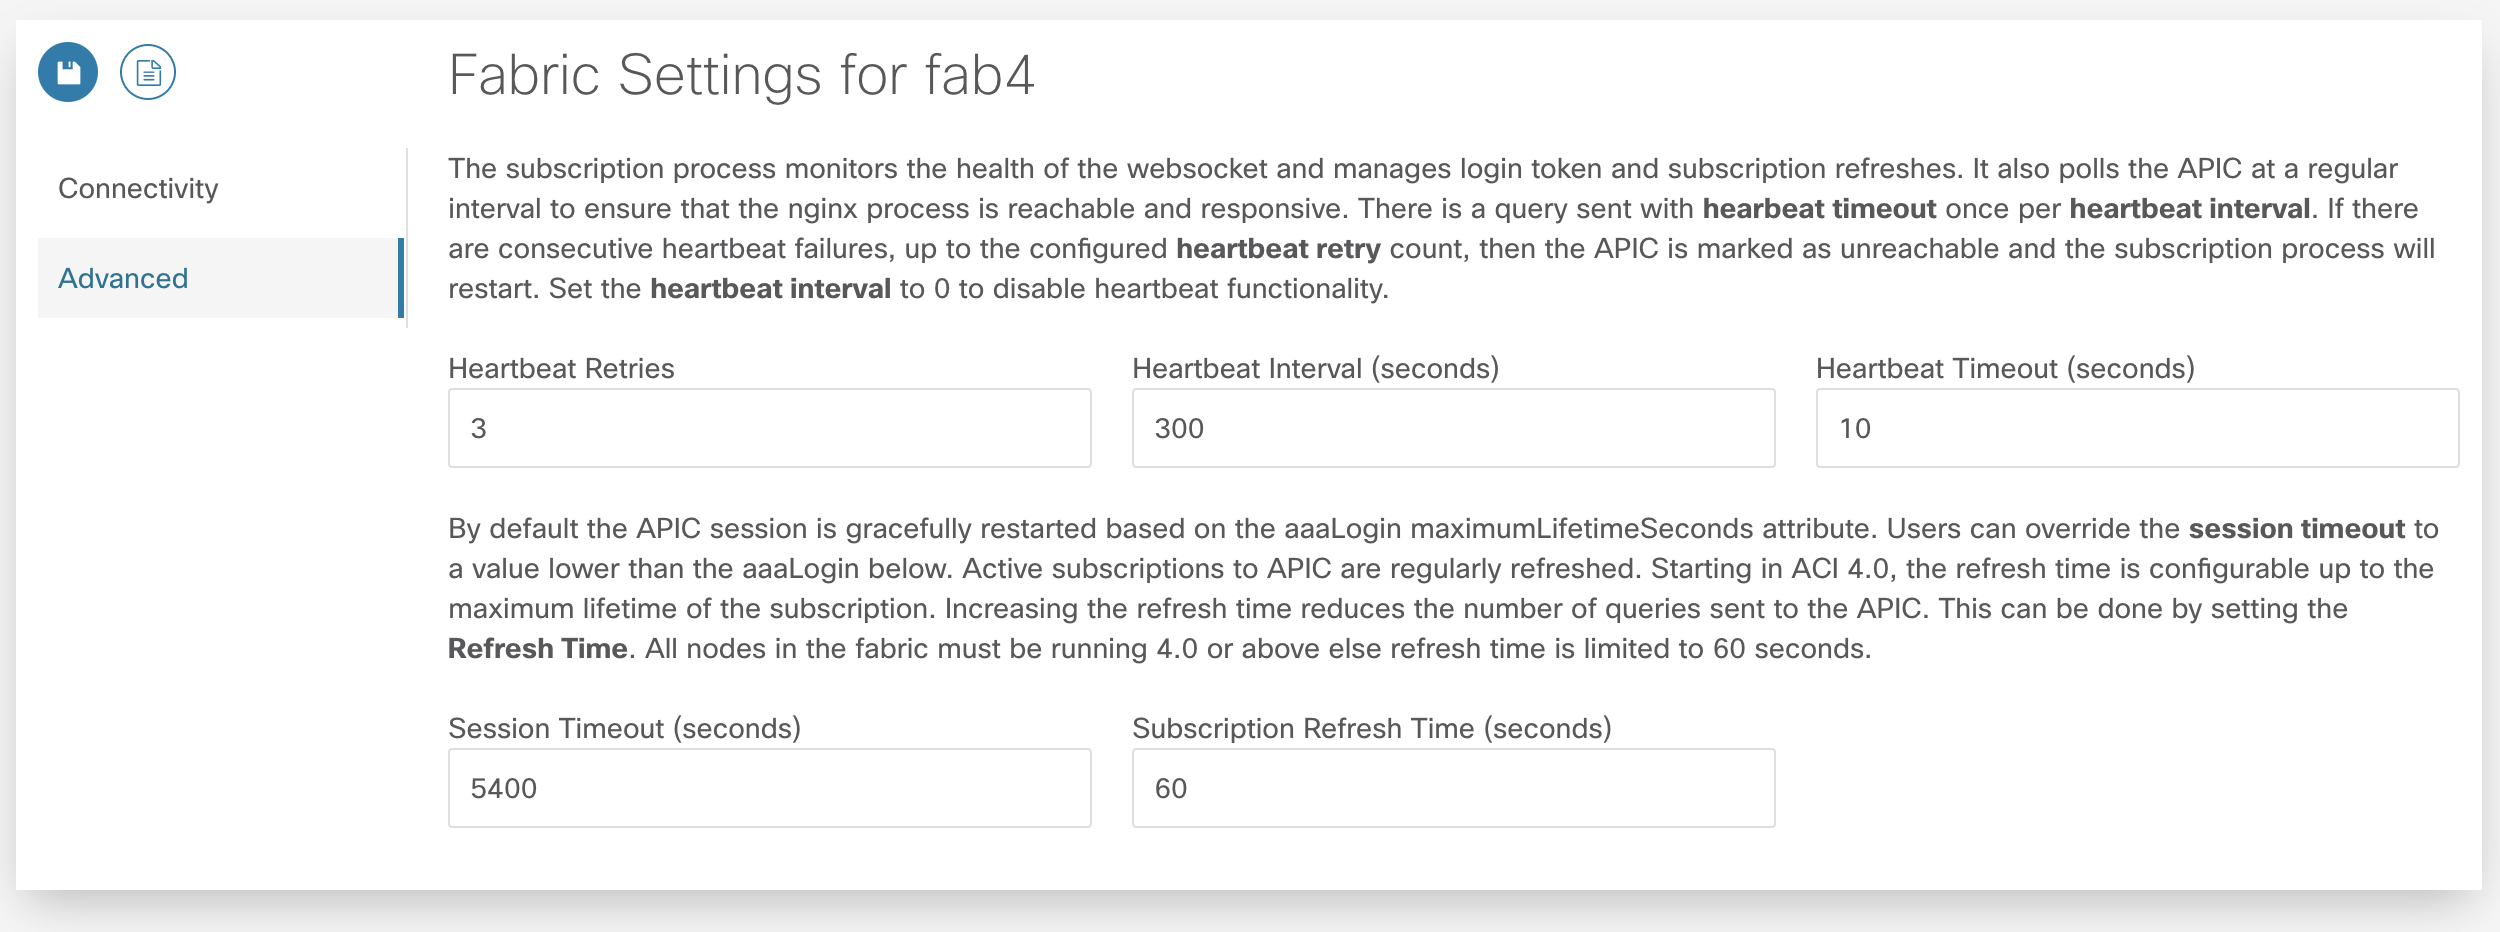 Fabric Settings for fab4
Connectivity
Advanced
The subscription process monitors the health of the websocket and manages login token and subscription refreshes. It also polls the APIC at a regular
interval to ensure that the nginx process is reachable and responsive. There is a query sent with hearbeat timeout once per heartbeat interval. If there
are consecutive heartbeat failures, up to the configured heartbeat retry count, then the APIC is marked as unreachable and the subscription process will
restart. Set the heartbeat interval to 0 to disable heartbeat functionality.
Heartbeat Retries
3
Heartbeat Interval (seconds)
300
Heartbeat Timeout (seconds)
10
By default the APIC session is gracefully restarted based on the aaaLogin maximumLifetimeSeconds attribute. Users can override the session timeout to
a value lower than the aaaLogin below. Active subscriptions to APIC are regularly refreshed. Starting in ACI 4.0, the refresh time is configurable up to the
maximum lifetime of the subscription. Increasing the refresh time reduces the number of queries sent to the APIC. This can be done by setting the
Refresh Time. All nodes in the fabric must be running 4.0 or above else refresh time is limited to 60 seconds.
Session Timeout (seconds)
5400
Subscription Refresh Time (seconds)
60